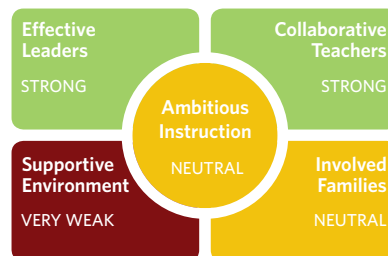 Effective
Leaders
STRONG
Collaborative
Teachers
STRONG
Ambitious
Instruction
NEUTRAL
Supportive
Environment
VERY WEAK
Involved
Families
NEUTRAL